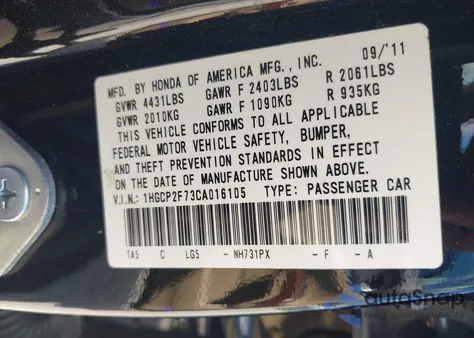 MFD. BY HONDA OF AMERICA MFG., INC. 09/'11
GVWR 4431LBS GAWR F 2403LBS R 2061LBS
GVWR 2010KG GAWR F 1090KG R 935KG
THIS VEHICLE CONFORMS TO ALL APPLICABLE
FEDERAL MOTOR VEHICLE SAFETY, BUMPER,
AND THEFT PREVENTION STANDARDS IN EFFECT
ON THE DATE OF MANUFACTURE SHOWN ABOVE.
V.I.N.: 1HGCP2F73CA016105 TYPE: PASSENGER CAR
TA5 C LG5 -NH731PX -F -A
autoSnap